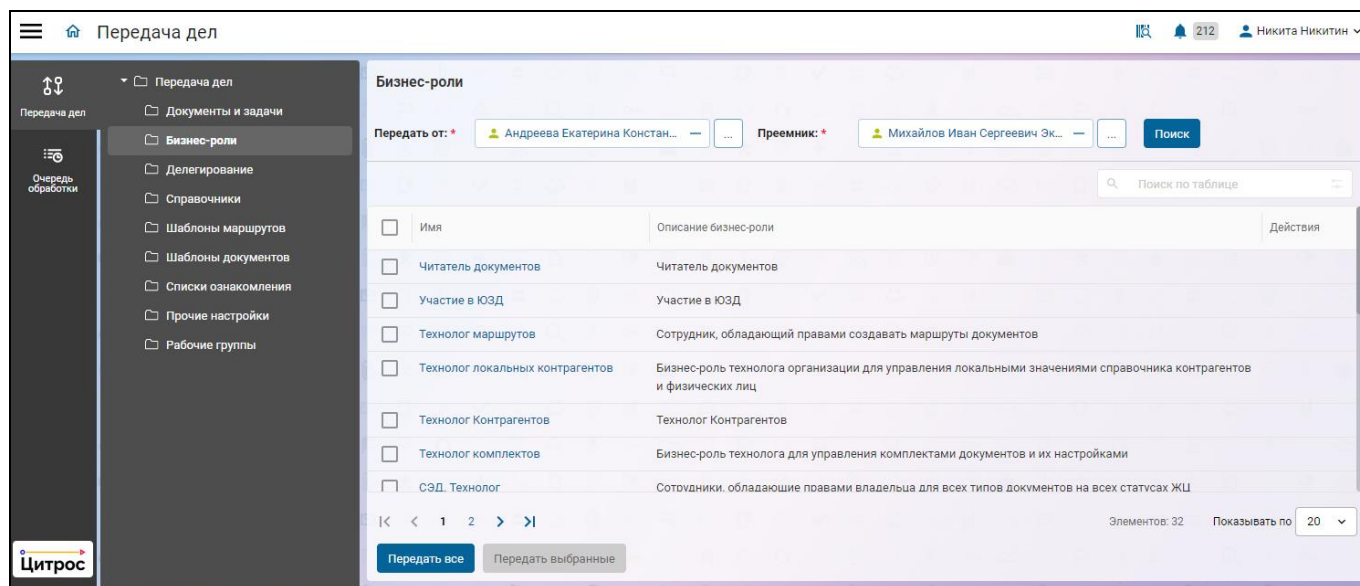 Передача дел
212
Никита Никитин
Передача дел
Очередь
обработки
Передача дел
Документы и задачи
Бизнес-роли
Делегирование
Справочники
Шаблоны маршрутов
Шаблоны документов
Списки ознакомления
Прочие настройки
Рабочие группы
Цитрос
Бизнес-роли
Передать от: * Андреева Екатерина Констан... — ... Преемник: * Михайлов Иван Сергеевич Эк... — ... Поиск
Поиск по таблице
Имя Описание бизнес-роли Действия
Читатель документов Читатель документов
Участие в ЮЗД Участие в ЮЗД
Технолог маршрутов Сотрудник, обладающий правами создавать маршруты документов
Технолог локальных контрагентов Бизнес-роль технолога организации для управления локальными значениями справочника контрагентов
и физических лиц
Технолог Контрагентов Технолог Контрагентов
Технолог комплектов Бизнес-роль технолога для управления комплектами документов и их настройками
СЭД. Технолог Сотрудники, обладающие правами владельца для всех типов документов на всех статусах ЖЦ
1 2 Элементов: 32 Показывать по 20
Передать все Передать выбранные